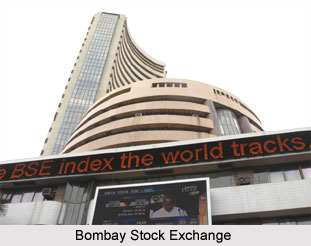 e BSE index the world tracks.
Bombay Stock Exchange